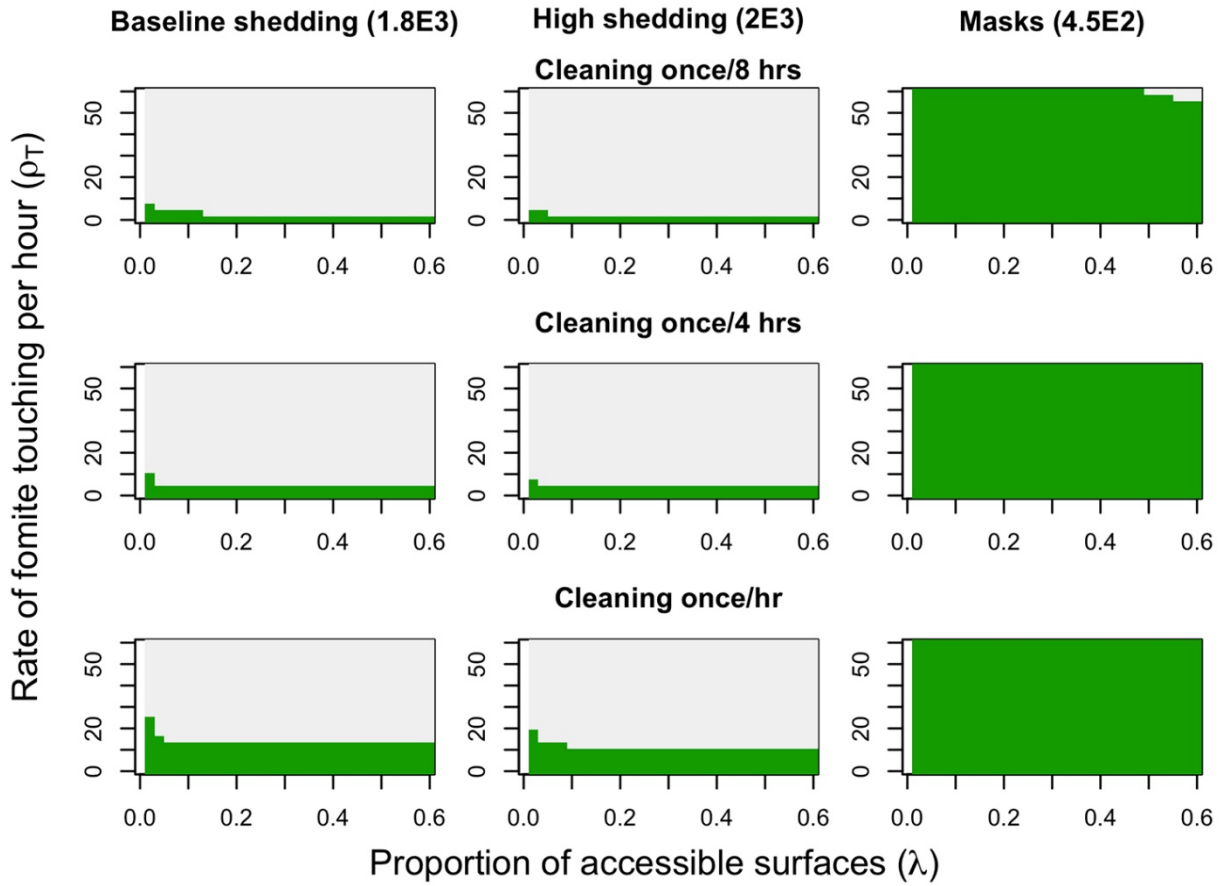 Baseline shedding (1.8E3) High shedding (2E3) Masks (4.5E2)
Cleaning once/8 hrs
Rate of fomite touching per hour (ρT)
50 50 50
20 20 20
0 0 0
0.0 0.2 0.4 0.6 0.0 0.2 0.4 0.6 0.0 0.2 0.4 0.6
Cleaning once/4 hrs
50 50 50
20 20 20
0 0 0
0.0 0.2 0.4 0.6 0.0 0.2 0.4 0.6 0.0 0.2 0.4 0.6
Cleaning once/hr
50 50 50
20 20 20
0 0 0
0.0 0.2 0.4 0.6 0.0 0.2 0.4 0.6 0.0 0.2 0.4 0.6
Proportion of accessible surfaces (λ)